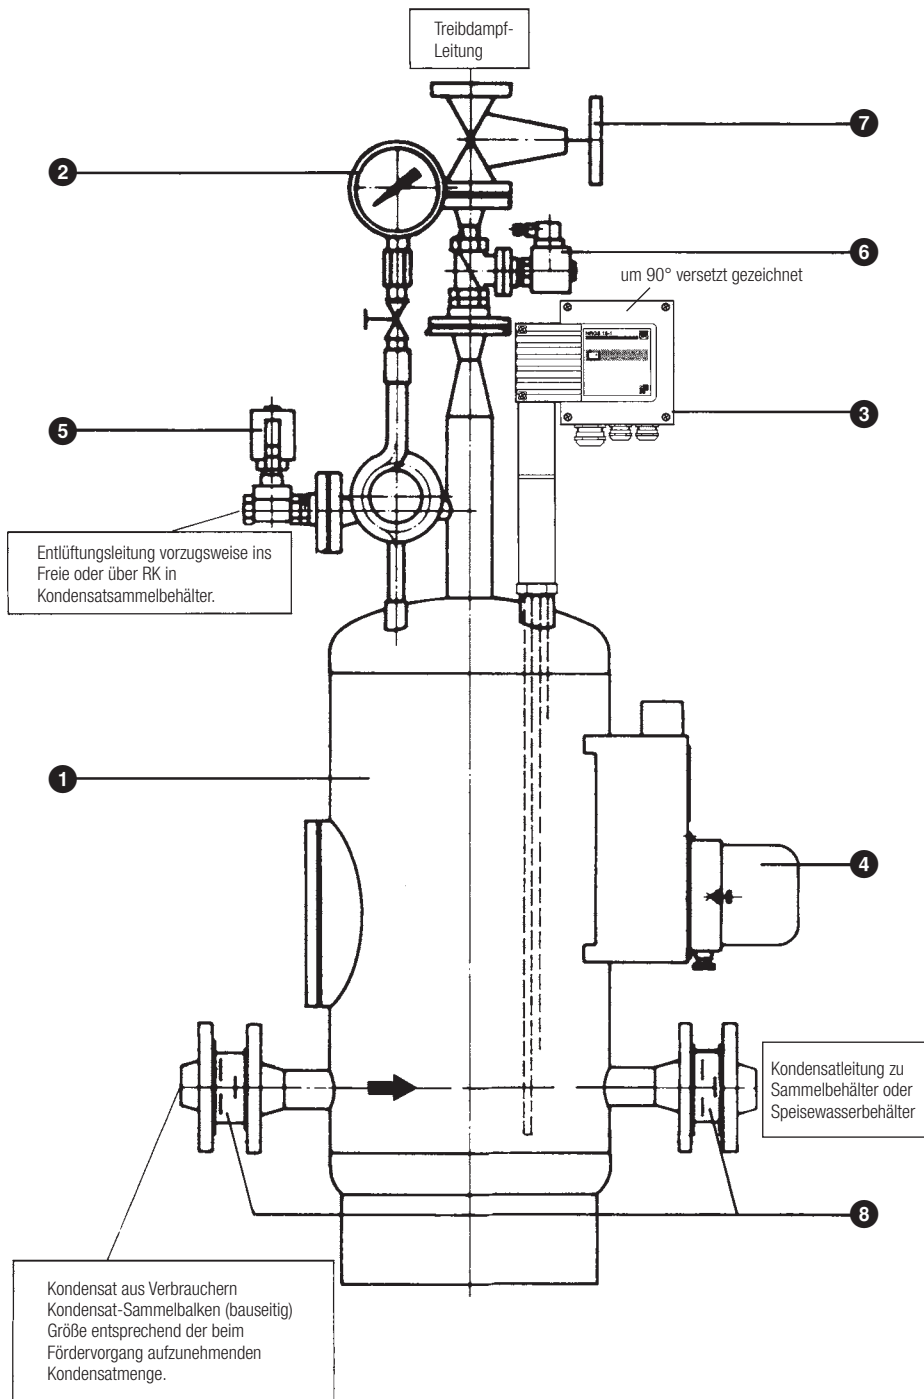 Treibdampf-
Leitung
7
2
6
um 90° versetzt gezeichnet
3
5
Entlüftungsleitung vorzugsweise ins
Freie oder über RK in
Kondensatsammelbehälter.
1
4
Kondensatleitung zu
Sammelbehälter oder
Speisewasserbehälter
8
Kondensat aus Verbrauchern
Kondensat-Sammelbalken (bauseitig)
Größe entsprechend der beim
Fördervorgang aufzunehmenden
Kondensatmenge.